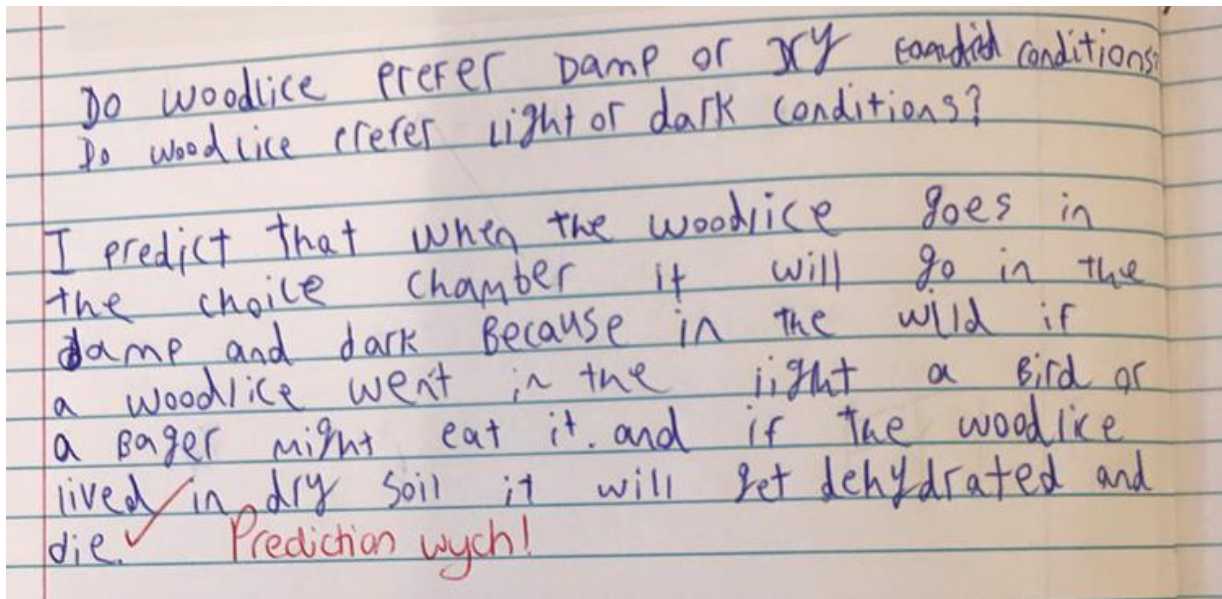 Do woodlice prefer Damp or Dry conditions?
Do woodlice prefer Light or dark conditions?
I predict that when the woodlice goes in
the choice chamber it will go in the
damp and dark Because in the wild if
a woodlice went in the light a Bird or
a Bager might eat it. and if the woodlice
lived in dry soil it will get dehydrated and
die. Prediction wych!